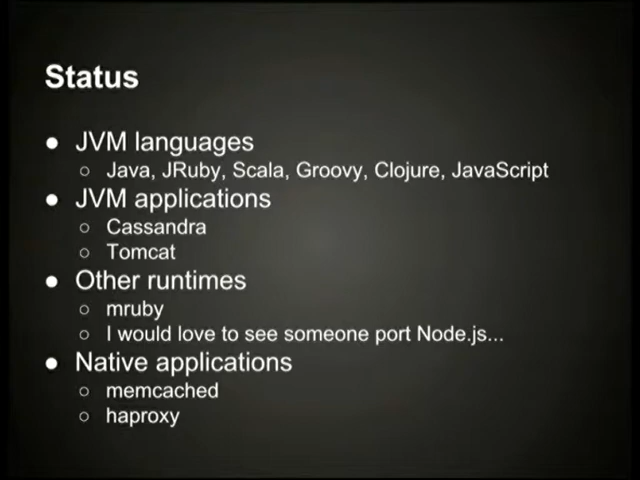 Status
● JVM languages
○ Java, JRuby, Scala, Groovy, Clojure, JavaScript
● JVM applications
○ Cassandra
○ Tomcat
● Other runtimes
○ mruby
○ I would love to see someone port Node.js...
● Native applications
○ memcached
○ haproxy